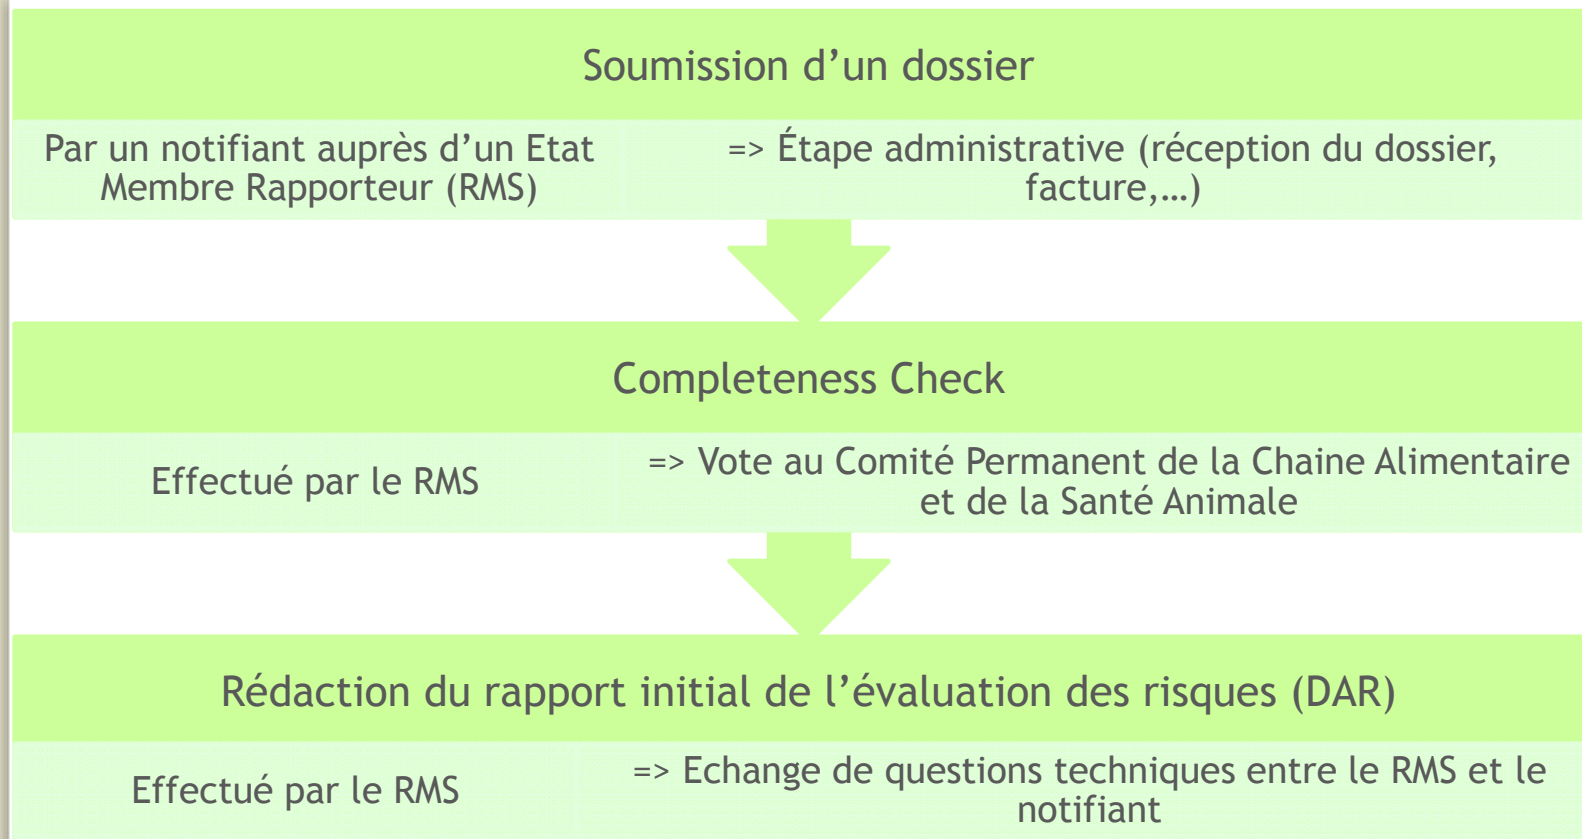 Soumission d’un dossier
Par un notifiant auprès d’un Etat
Membre Rapporteur (RMS)
=> Étape administrative (réception du dossier,
facture,…)
Completeness Check
Effectué par le RMS
=> Vote au Comité Permanent de la Chaine Alimentaire
et de la Santé Animale
Rédaction du rapport initial de l’évaluation des risques (DAR)
Effectué par le RMS
=> Echange de questions techniques entre le RMS et le
notifiant